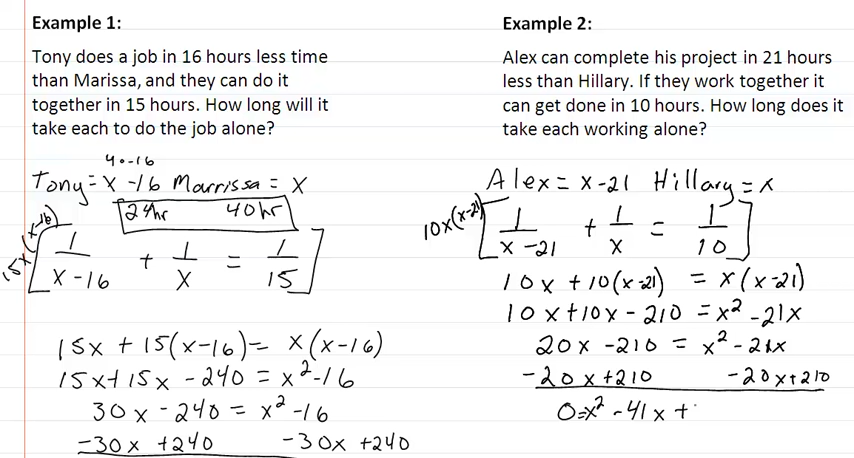 Example 1:
Tony does a job in 16 hours less time
than Marissa, and they can do it
together in 15 hours. How long will it
take each to do the job alone?
40-16
Tony = x -16 Marrissa = x
24hr 40hr
15x(x-16) [ 1/(x-16) + 1/x = 1/15 ]
15x + 15(x-16) = x(x-16)
15x + 15x - 240 = x² -16
30x - 240 = x² -16
-30x +240 -30x +240
Example 2:
Alex can complete his project in 21 hours
less than Hillary. If they work together it
can get done in 10 hours. How long does it
take each working alone?
Alex = x-21 Hillary = x
10x(x-21) [ 1/(x-21) + 1/x = 1/10 ]
10x + 10(x-21) = x(x-21)
10x + 10x - 210 = x² -21x
20x -210 = x² -21x
-20x +210 -20x +210
0=x² -41x +